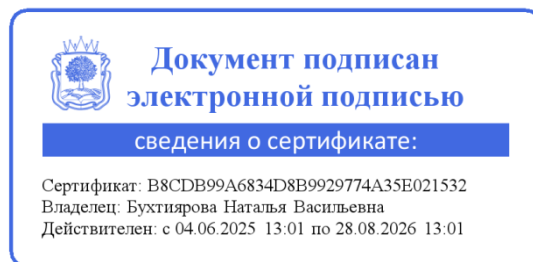 Документ подписан
электронной подписью
сведения о сертификате:
Сертификат: B8CDB99A6834D8B9929774A35E021532
Владелец: Бухтиярова Наталья Васильевна
Действителен: с 04.06.2025 13:01 по 28.08.2026 13:01